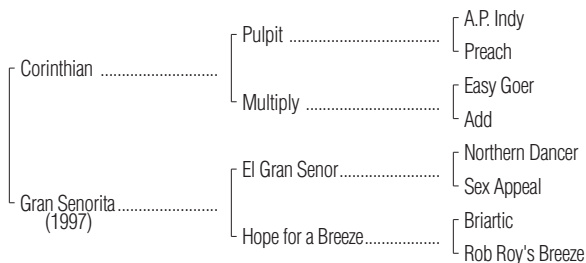 A.P. Indy
Pulpit ........................................
Preach
Corinthian ...............................
Easy Goer
Multiply ....................................
Add
Northern Dancer
El Gran Senor..........................
Sex Appeal
Gran Senorita..........................
(1997)
Briartic
Hope for a Breeze....................
Rob Roy's Breeze